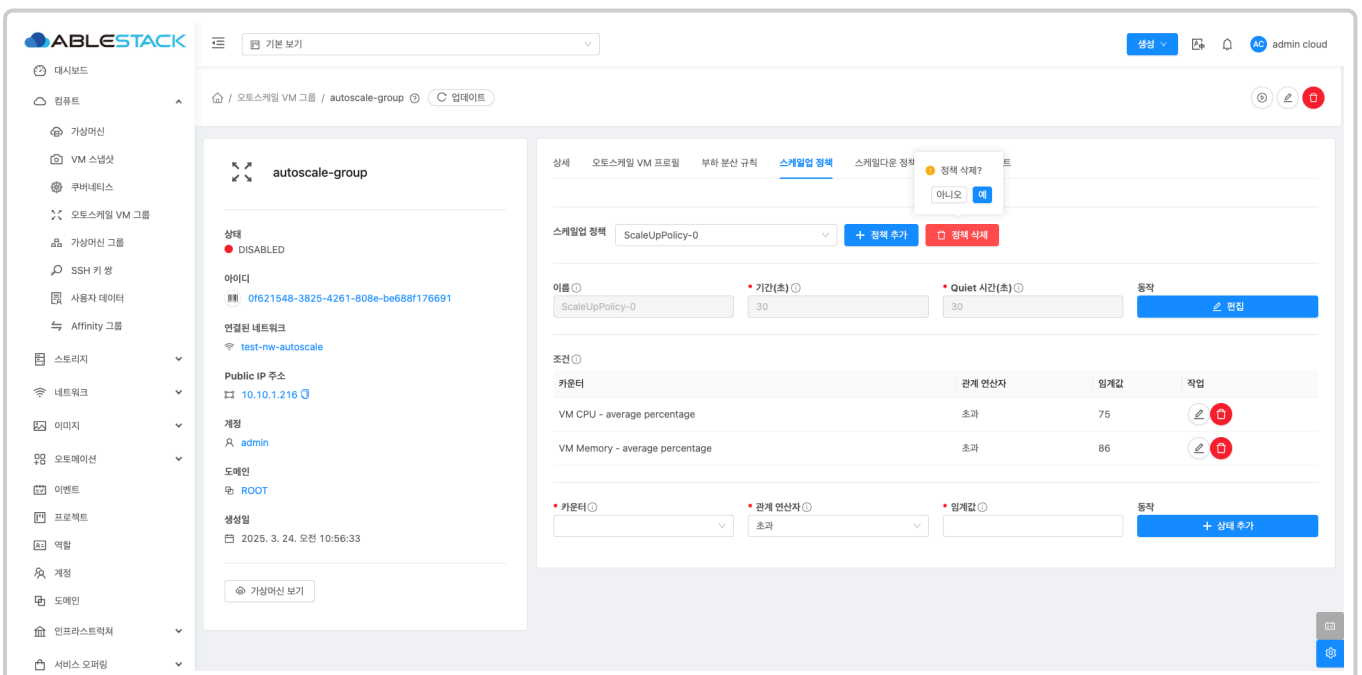 ABLESTACK
기본 보기
생성
AC
admin cloud
대시보드
컴퓨트
가상머신
VM 스냅샷
쿠버네티스
오토스케일 VM 그룹
가상머신 그룹
SSH 키 쌍
사용자 데이터
Affinity 그룹
스토리지
네트워크
이미지
오토메이션
이벤트
프로젝트
역할
계정
도메인
인프라스트럭쳐
서비스 오퍼링
/ 오토스케일 VM 그룹 / autoscale-group
업데이트
autoscale-group
상태
DISABLED
아이디
0f621548-3825-4261-808e-be688f176691
연결된 네트워크
test-nw-autoscale
Public IP 주소
10.10.1.216
계정
admin
도메인
ROOT
생성일
2025. 3. 24. 오전 10:56:33
가상머신 보기
상세
오토스케일 VM 프로필
부하 분산 규칙
스케일업 정책
스케일다운 정책
트
정책 삭제?
아니오
예
스케일업 정책
ScaleUpPolicy-0
정책 추가
정책 삭제
이름
* 기간(초)
* Quiet 시간(초)
동작
ScaleUpPolicy-0
30
30
편집
조건
카운터
관계 연산자
임계값
작업
VM CPU - average percentage
초과
75
VM Memory - average percentage
초과
86
* 카운터
* 관계 연산자
* 임계값
동작
초과
상태 추가